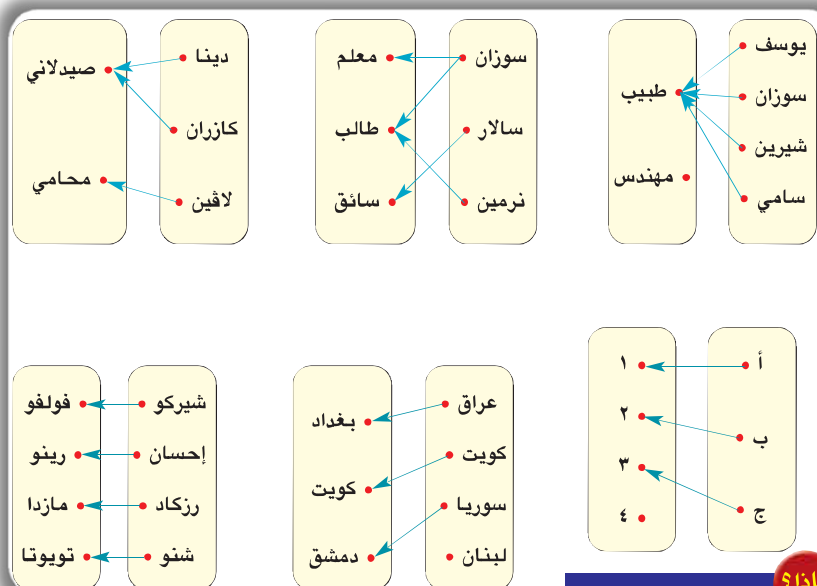 يوسف
سوزان
شيرين
سامي
طبيب
مهندس
سوزان
سالار
نرمين
معلم
طالب
سائق
دينا
كازران
لاڤين
صيدلاني
محامي
أ
ب
ج
١
٢
٣
٤
عراق
كويت
سوريا
لبنان
بغداد
كويت
دمشق
شيركو
إحسان
رزكاد
شنو
فولفو
رينو
مازدا
تويوتا